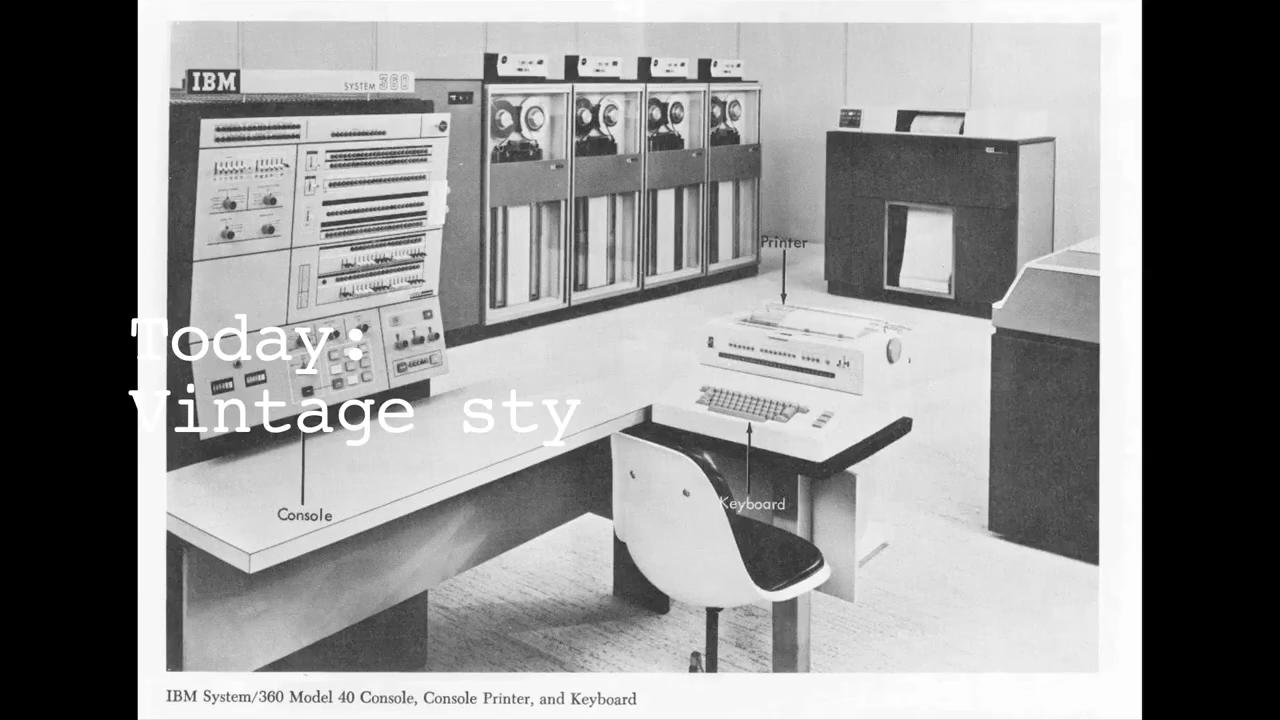 IBM
SYSTEM 360
Printer
Today:
Vintage sty
Keyboard
Console
IBM System/360 Model 40 Console, Console Printer, and Keyboard